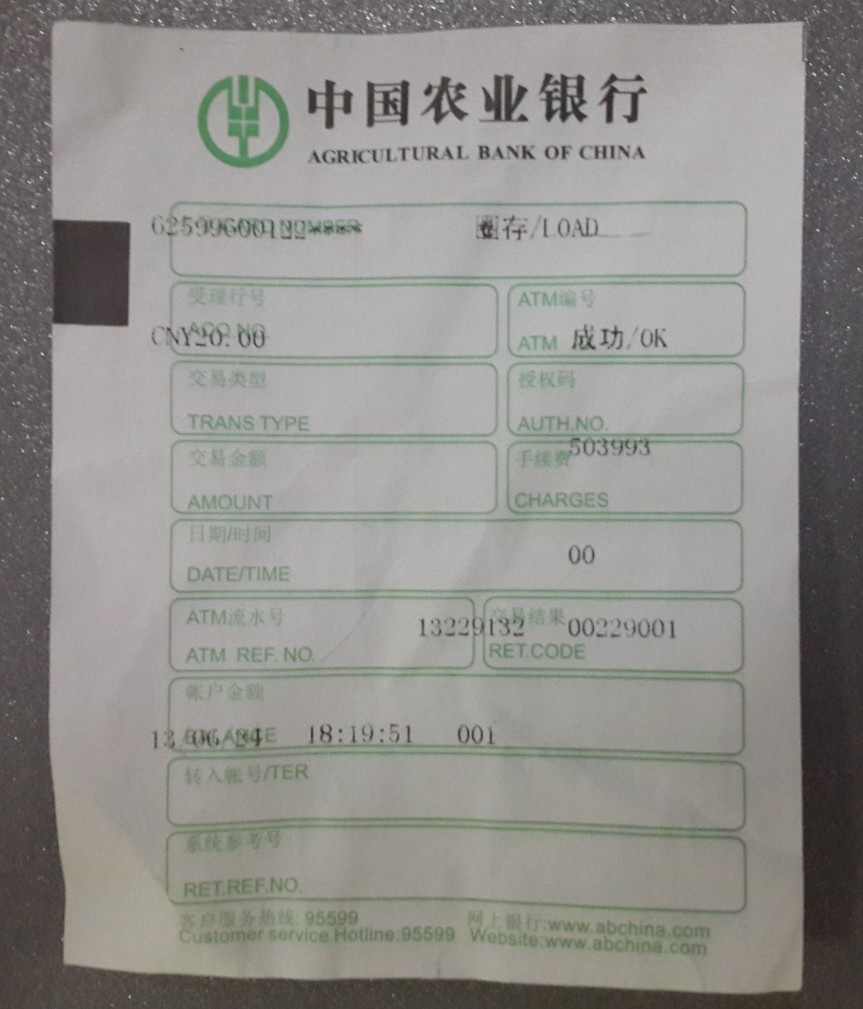 中国农业银行
AGRICULTURAL BANK OF CHINA
圈存/LOAD
受理行号
ATM编号
ACQ.NO.
CNY20.00
ATM 成功/OK
交易类型
授权码
TRANS TYPE
AUTH.NO.
503993
交易金额
手续费
AMOUNT
CHARGES
日期/时间
00
DATE/TIME
ATM流水号
交易结果
13229132 00229001
ATM REF. NO.
RET.CODE
帐户金额
13/06/24 18:19:51 001
转入帐号/TER
系统参考号
RET.REF.NO.
客户服务热线 95599
网上银行:www.abchina.com
Customer service Hotline:95599
Website:www.abchina.com